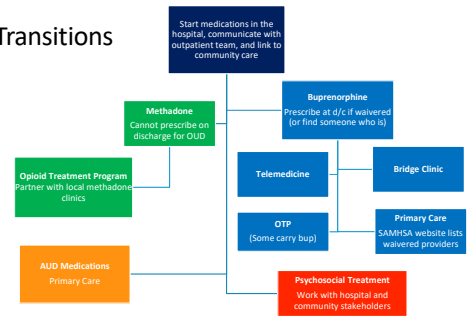 Transitions
Start medications in the
hospital, communicate with
outpatient team, and link to
community care
Methadone
Cannot prescribe on
discharge for OUD
Buprenorphine
Prescribe at d/c if waivered
(or find someone who is)
Opioid Treatment Program
Partner with local methadone
clinics
Telemedicine
Bridge Clinic
OTP
(Some carry bup)
Primary Care
SAMHSA website lists
waivered providers
AUD Medications
Primary Care
Psychosocial Treatment
Work with hospital and
community stakeholders